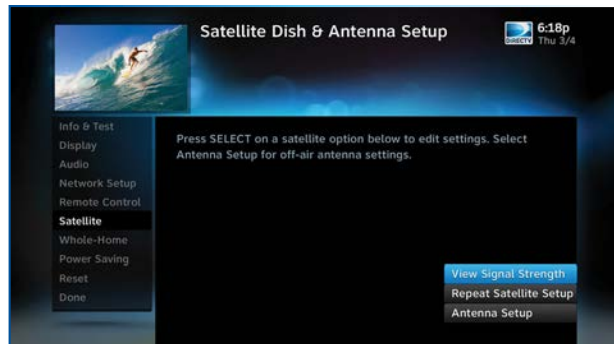 Satellite Dish & Antenna Setup
DIRECTV
6:18p
Thu 3/4
Info & Test
Display
Audio
Network Setup
Remote Control
Satellite
Whole-Home
Power Saving
Reset
Done
Press SELECT on a satellite option below to edit settings. Select
Antenna Setup for off-air antenna settings.
View Signal Strength
Repeat Satellite Setup
Antenna Setup